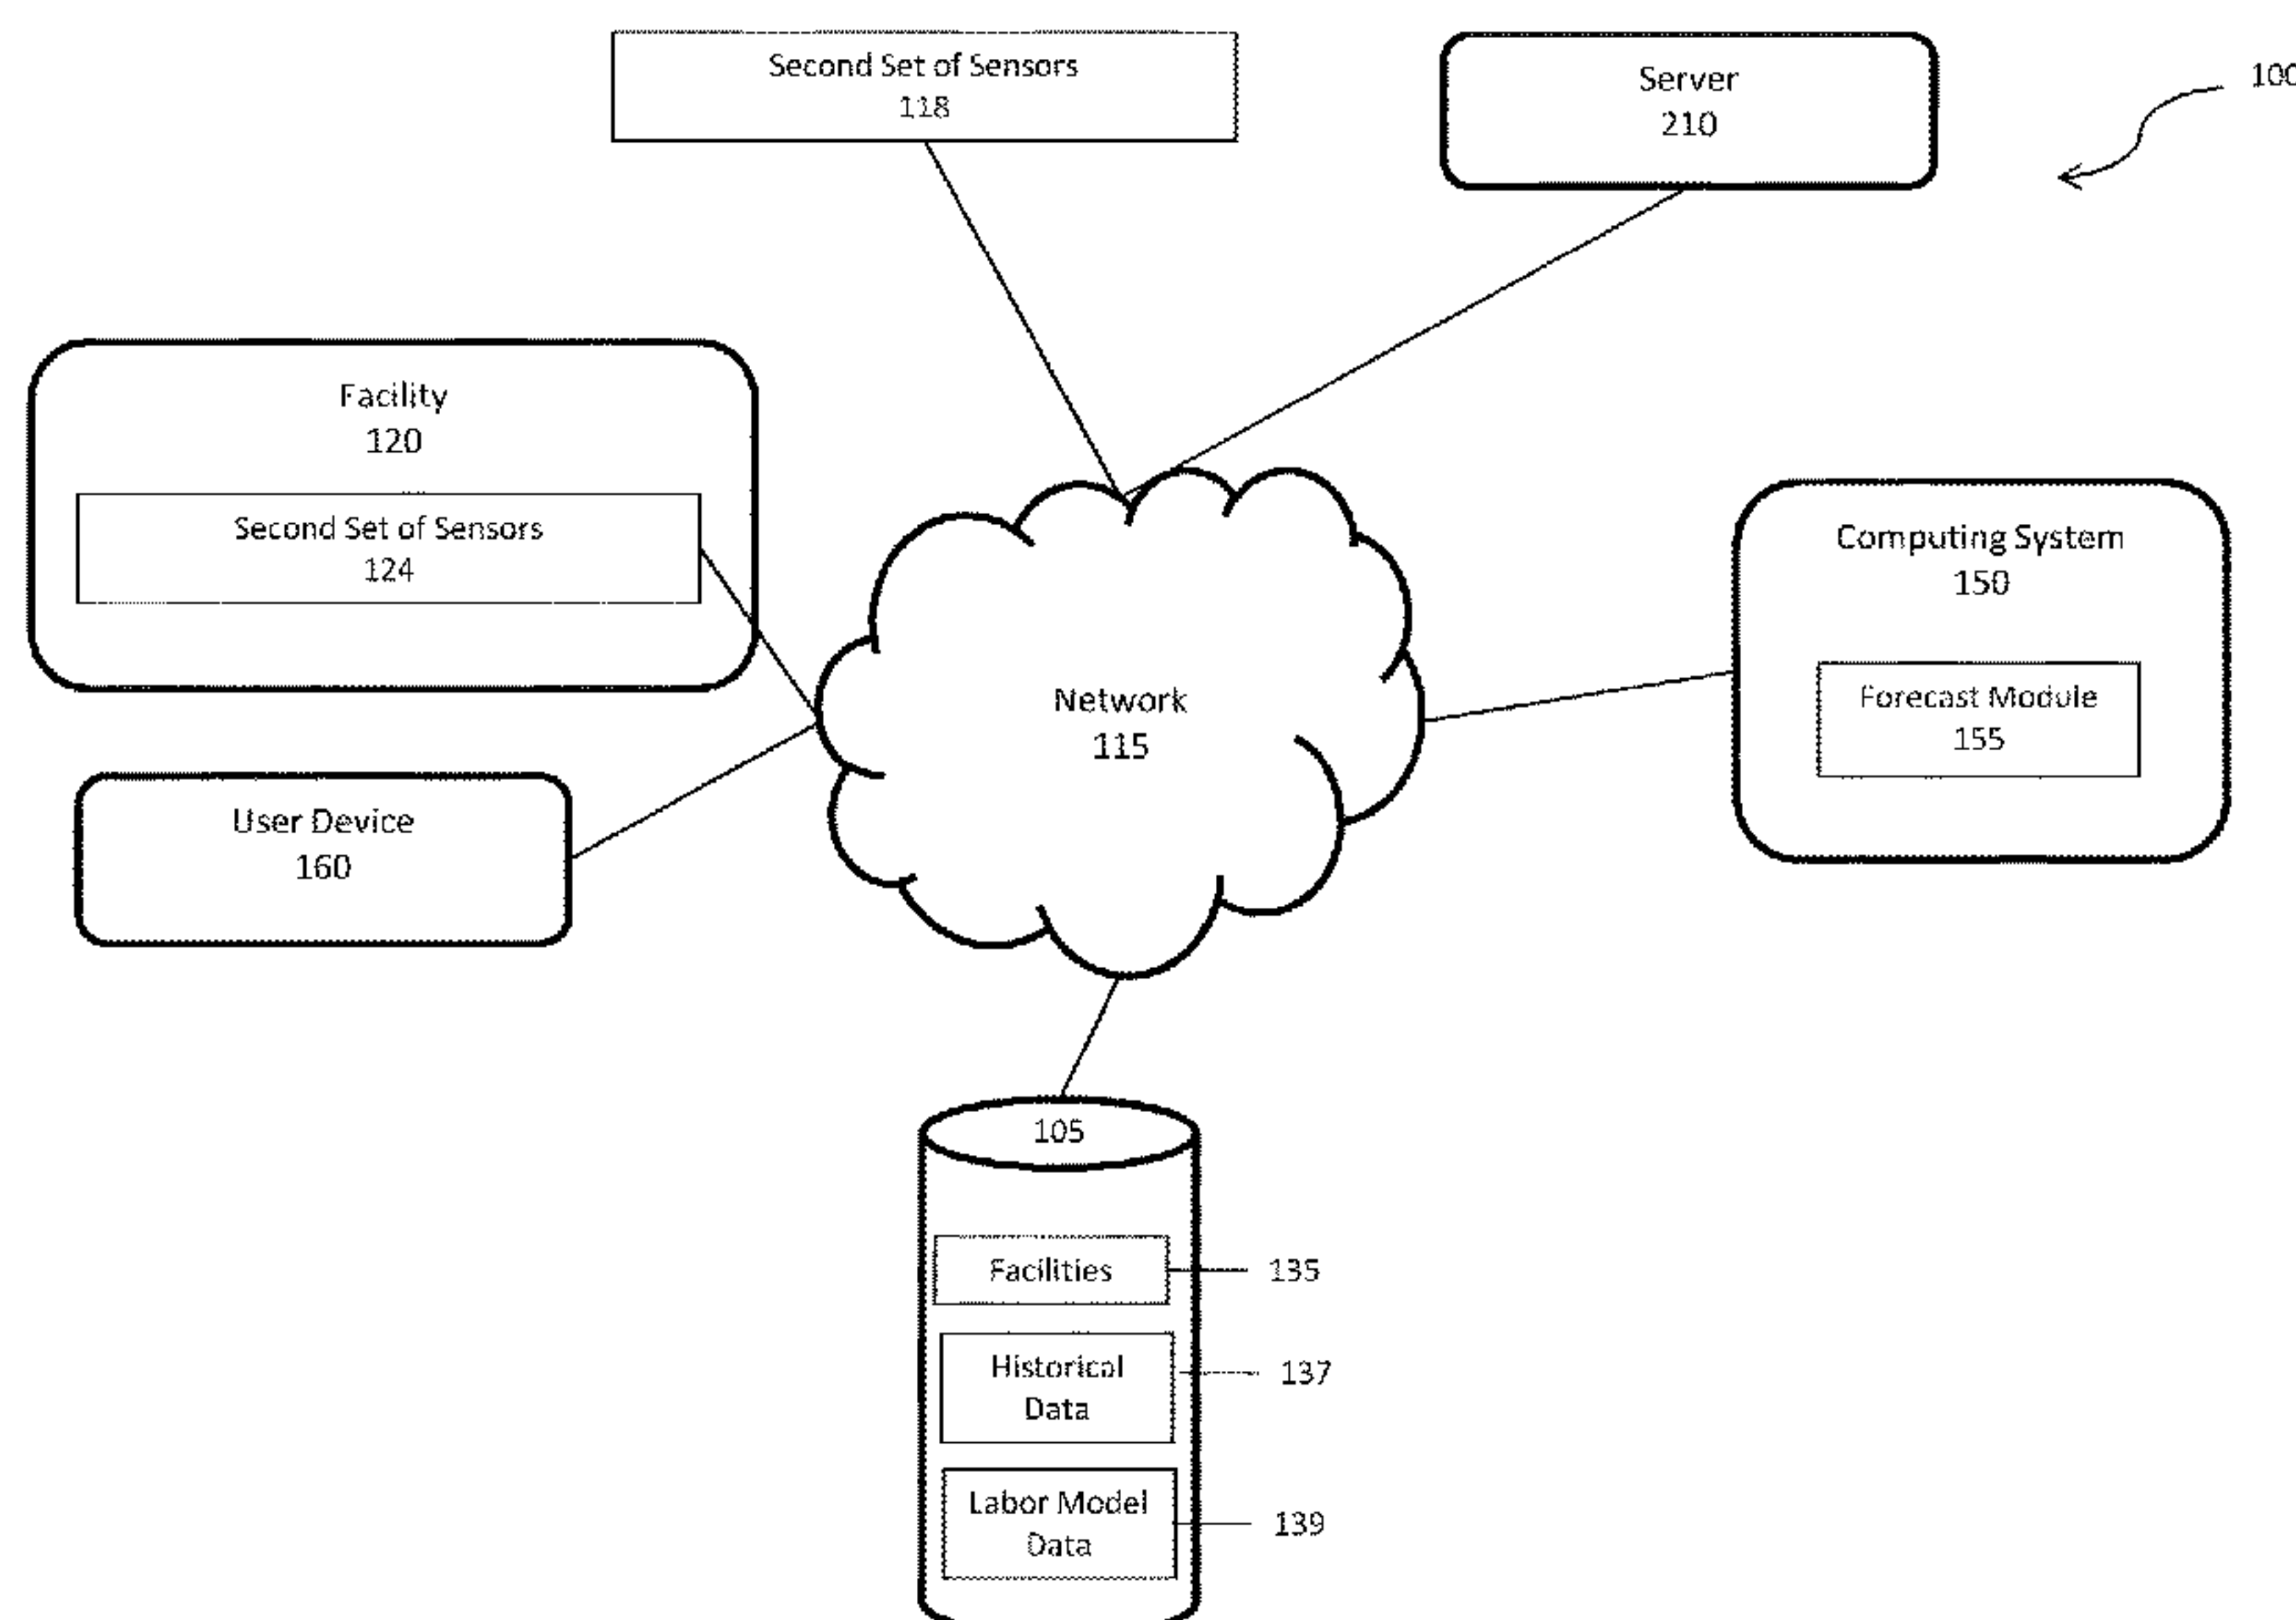 Second Set of Sensors
118
Server
210
100
Facility
120
Second Set of Sensors
124
Computing System
150
Forecast Module
155
Network
115
User Device
160
105
Facilities
135
Historical
Data
137
Labor Model
Data
139